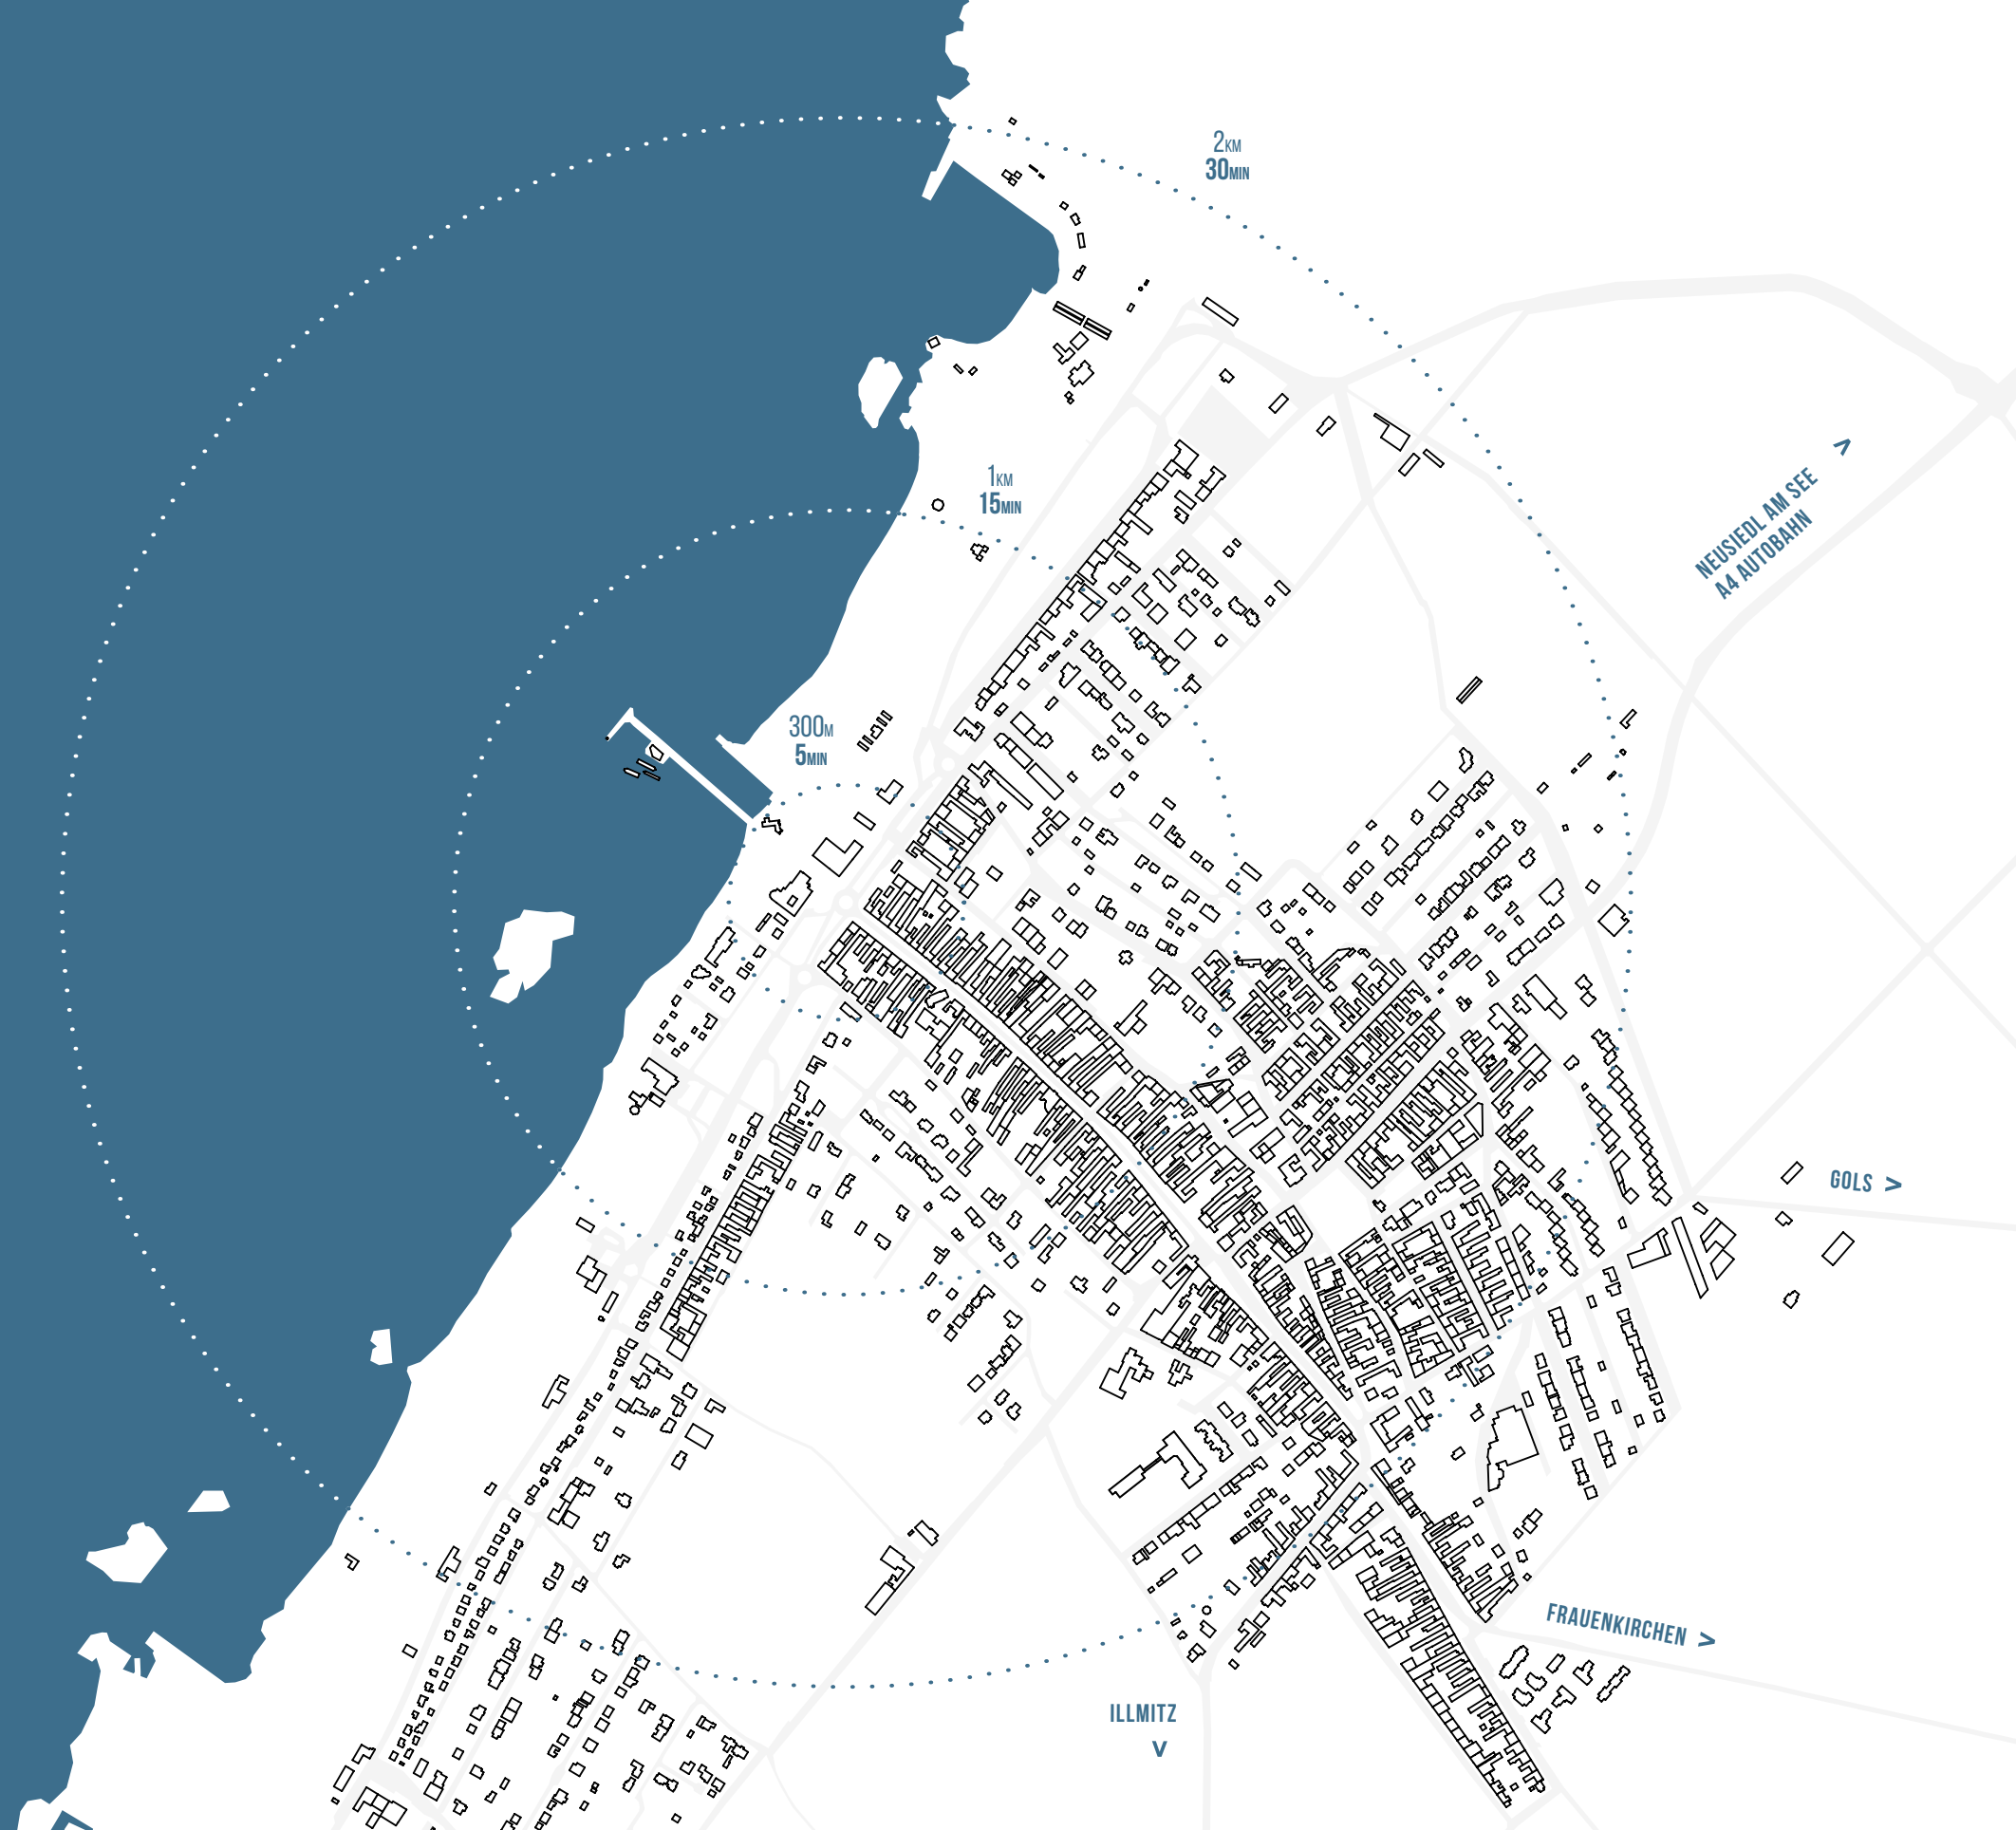 2KM
30MIN
1KM
15MIN
300M
5MIN
NEUSIEDL AM SEE >
A4 AUTOBAHN
GOLS >
FRAUENKIRCHEN >
ILLMITZ
>